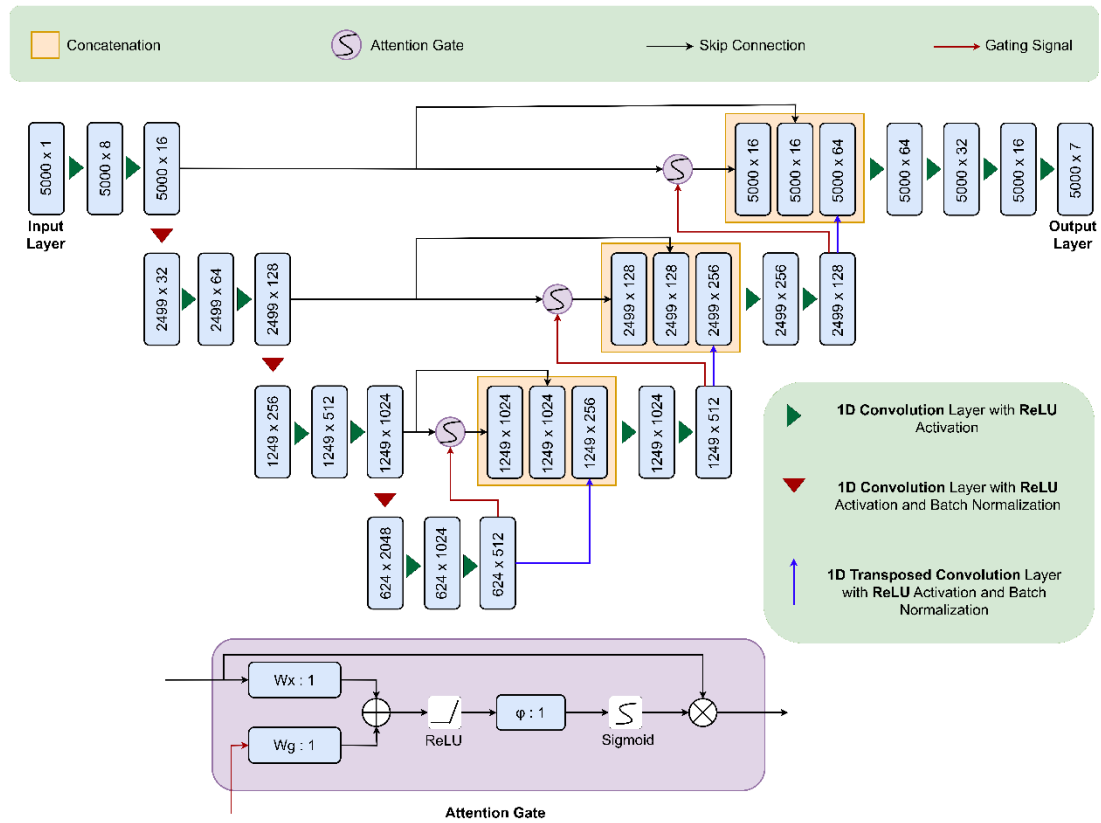 Concatenation
Attention Gate
Skip Connection
Gating Signal
5000 x 1
5000 x 8
5000 x 16
5000 x 16
5000 x 16
5000 x 64
5000 x 64
5000 x 32
5000 x 16
5000 x 7
Input
Layer
Output
Layer
2499 x 32
2499 x 64
2499 x 128
2499 x 128
2499 x 128
2499 x 256
2499 x 256
2499 x 128
1249 x 256
1249 x 512
1249 x 1024
1249 x 1024
1249 x 1024
1249 x 256
1249 x 1024
1249 x 512
624 x 2048
624 x 1024
624 x 512
1D Convolution Layer with ReLU
Activation
1D Convolution Layer with ReLU
Activation and Batch Normalization
1D Transposed Convolution Layer
with ReLU Activation and Batch
Normalization
Wx : 1
Wg : 1
ReLU
φ : 1
Sigmoid
Attention Gate